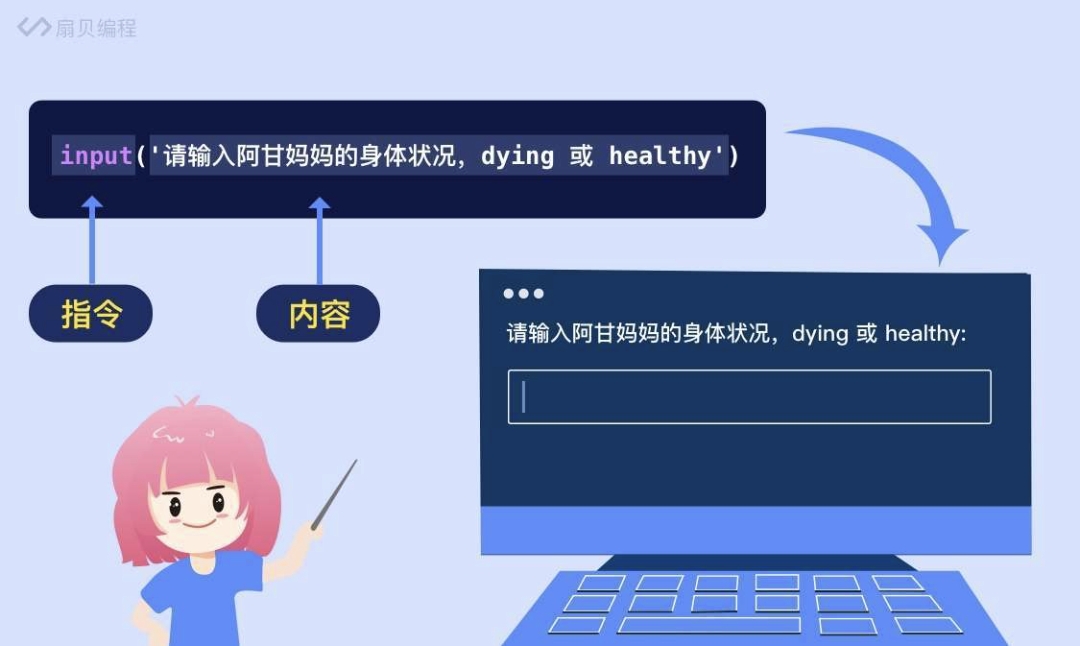 扇贝编程
input('请输入阿甘妈妈的身体状况，dying 或 healthy')
指令
内容
请输入阿甘妈妈的身体状况，dying 或 healthy: